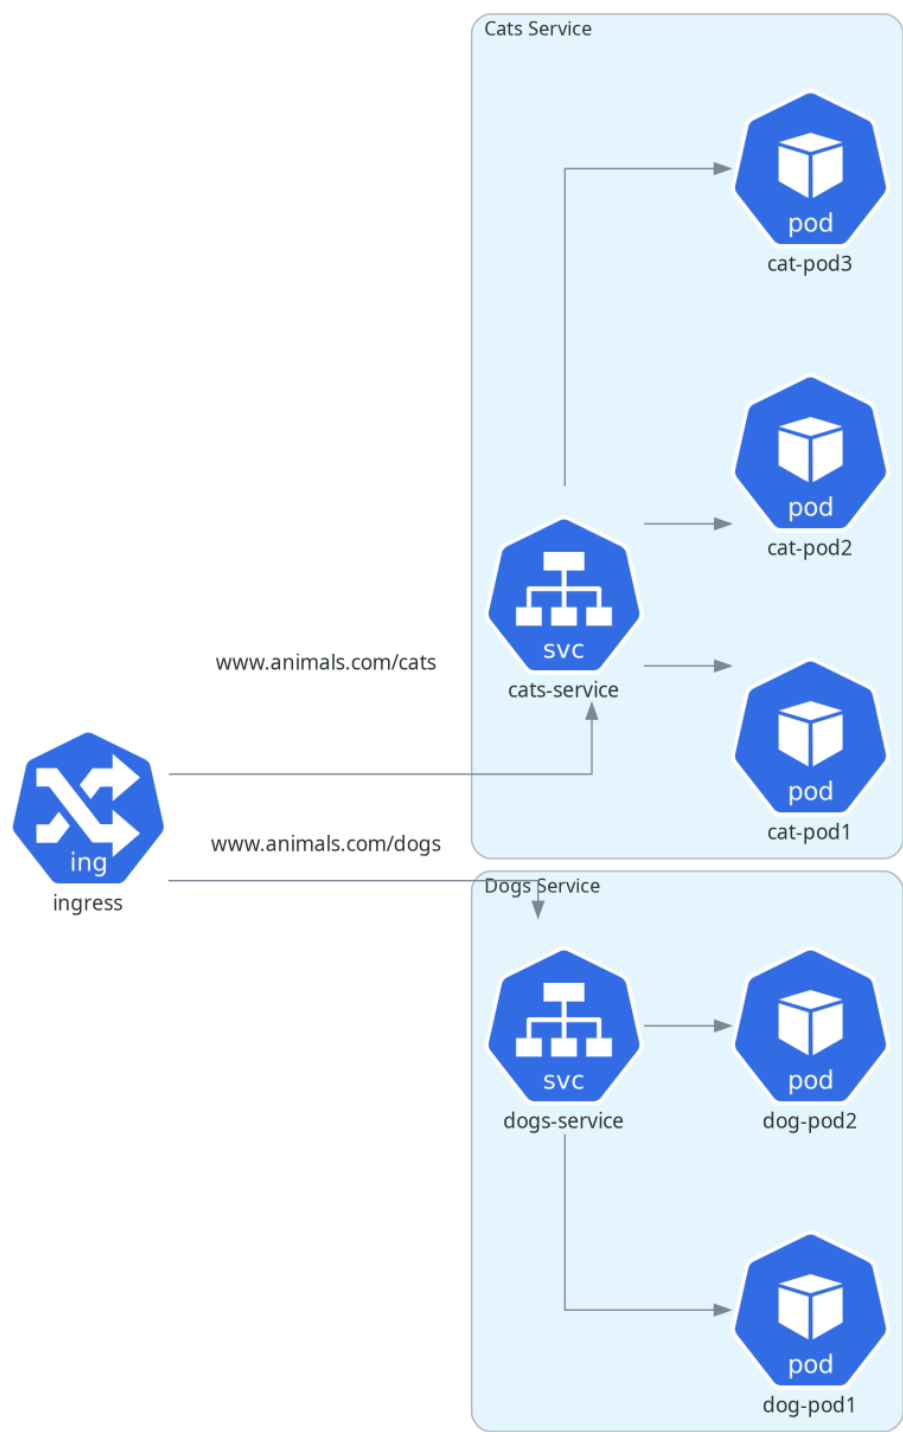 Cats Service
pod
cat-pod3
pod
cat-pod2
svc
cats-service
pod
cat-pod1
www.animals.com/cats
ing
ingress
www.animals.com/dogs
Dogs Service
svc
dogs-service
pod
dog-pod2
pod
dog-pod1